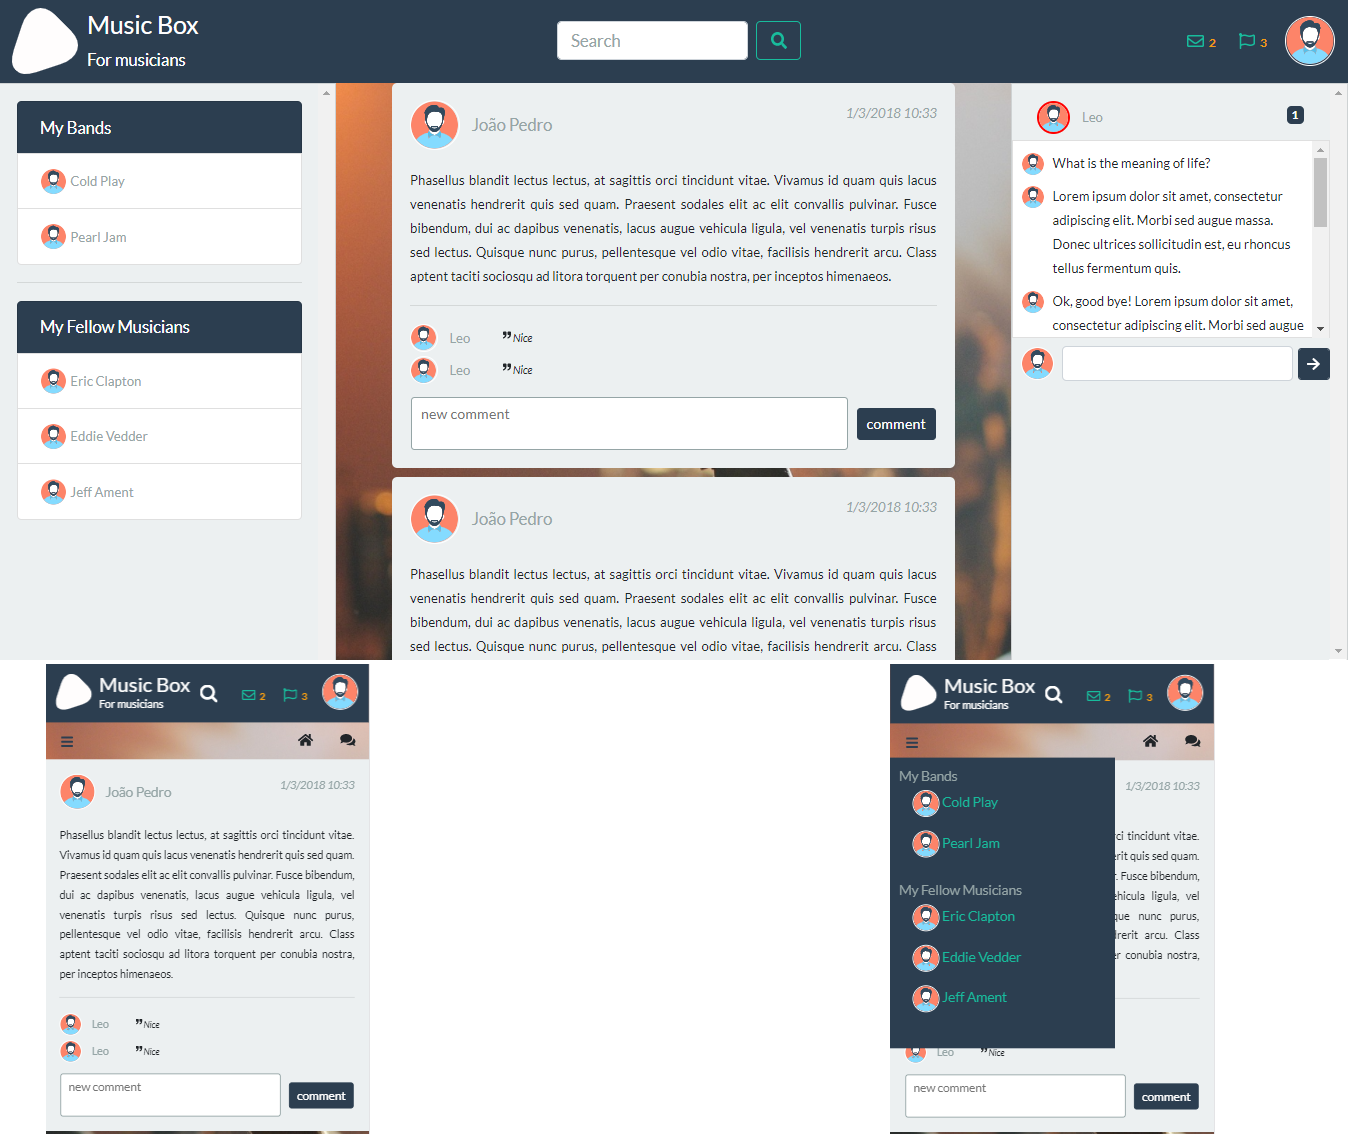 Music Box
For musicians
Search
2
3
My Bands
Cold Play
Pearl Jam
My Fellow Musicians
Eric Clapton
Eddie Vedder
Jeff Ament
João Pedro
1/3/2018 10:33
Phasellus blandit lectus lectus, at sagittis orci tincidunt vitae. Vivamus id quam quis lacus
venenatis hendrerit quis sed quam. Praesent sodales elit ac elit convallis pulvinar. Fusce
bibendum, dui ac dapibus venenatis, lacus augue vehicula ligula, vel venenatis turpis risus
sed lectus. Quisque nunc purus, pellentesque vel odio vitae, facilisis hendrerit arcu. Class
aptent taciti sociosqu ad litora torquent per conubia nostra, per inceptos himenaeos.
Leo
Nice
Leo
Nice
new comment
comment
João Pedro
1/3/2018 10:33
Phasellus blandit lectus lectus, at sagittis orci tincidunt vitae. Vivamus id quam quis lacus
venenatis hendrerit quis sed quam. Praesent sodales elit ac elit convallis pulvinar. Fusce
bibendum, dui ac dapibus venenatis, lacus augue vehicula ligula, vel venenatis turpis risus
sed lectus. Quisque nunc purus, pellentesque vel odio vitae, facilisis hendrerit arcu. Class
Leo
1
What is the meaning of life?
Lorem ipsum dolor sit amet, consectetur
adipiscing elit. Morbi sed augue massa.
Donec ultrices sollicitudin est, eu rhoncus
tellus fermentum quis.
Ok, good bye! Lorem ipsum dolor sit amet,
consectetur adipiscing elit. Morbi sed augue
Music Box
For musicians
2
3
João Pedro
1/3/2018 10:33
Phasellus blandit lectus lectus, at sagittis orci tincidunt vitae.
Vivamus id quam quis lacus venenatis hendrerit quis sed quam.
Praesent sodales elit ac elit convallis pulvinar. Fusce bibendum,
dui ac dapibus venenatis, lacus augue vehicula ligula, vel
venenatis turpis risus sed lectus. Quisque nunc purus,
pellentesque vel odio vitae, facilisis hendrerit arcu. Class
aptent taciti sociosqu ad litora torquent per conubia nostra,
per inceptos himenaeos.
Leo
Nice
Leo
Nice
new comment
comment
Music Box
For musicians
2
3
My Bands
Cold Play
Pearl Jam
My Fellow Musicians
Eric Clapton
Eddie Vedder
Jeff Ament
1/3/2018 10:33
tincidunt vitae.
quis sed quam.
Fusce bibendum,
vehicula ligula, vel
nunc purus,
arcu. Class
conubia nostra,
Leo
Nice
new comment
comment